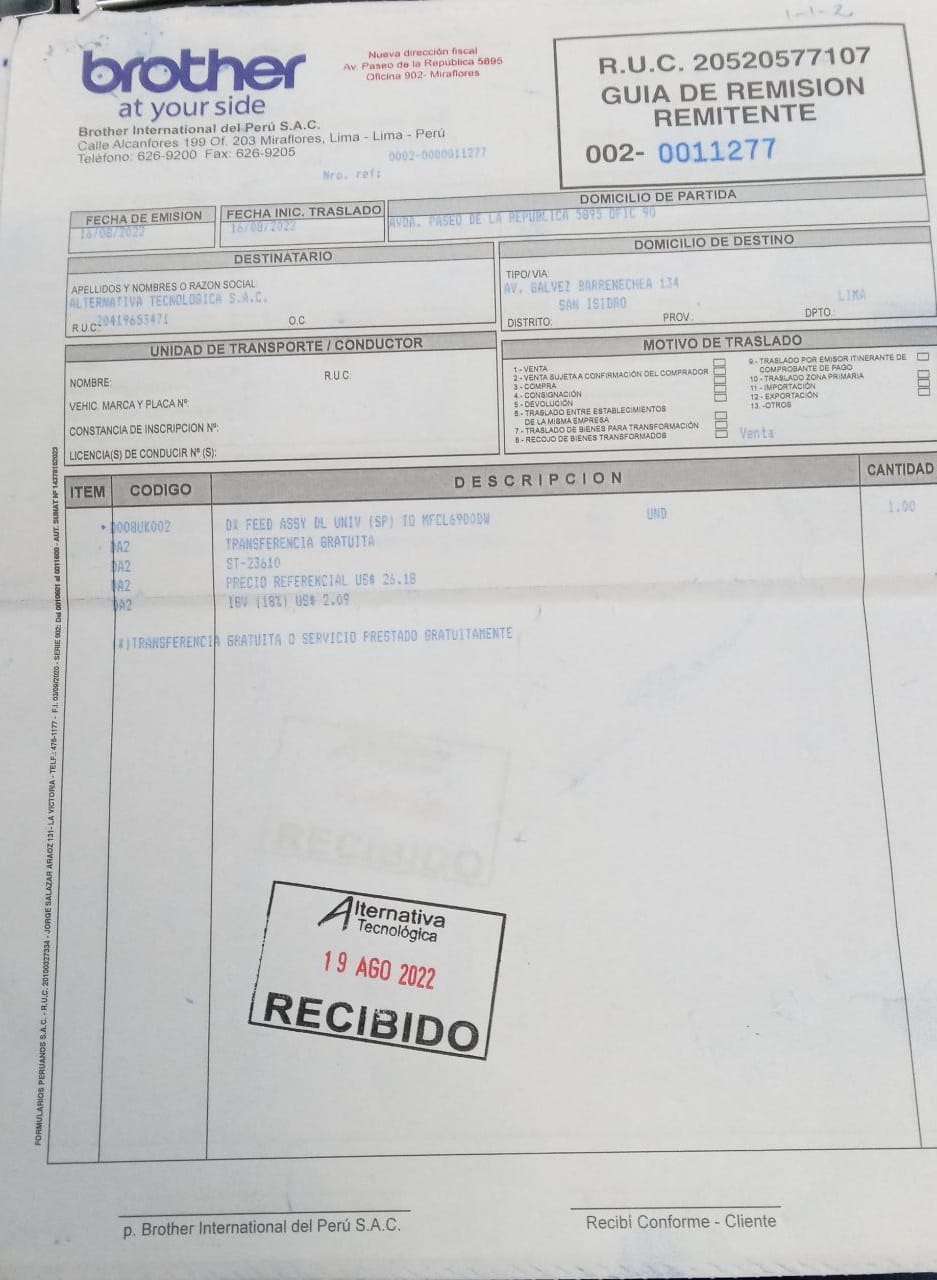 1-1-2
brother
at your side
Nueva dirección fiscal
Av. Paseo de la República 5895
Oficina 902- Miraflores
Brother International del Perú S.A.C.
Calle Alcanfores 199 Of. 203 Miraflores, Lima - Lima - Perú
Teléfono: 626-9200 Fax: 626-9205
0002-0000011277
Nro. ref:
R.U.C. 20520577107
GUIA DE REMISION
REMITENTE
002- 0011277
FECHA DE EMISION
16/08/2022
FECHA INIC. TRASLADO
16/08/2022
DOMICILIO DE PARTIDA
AVDA. PASEO DE LA REPUBLICA 5895 OFIC 90
DESTINATARIO
APELLIDOS Y NOMBRES O RAZON SOCIAL
ALTERNATIVA TECNOLOGICA S.A.C.
R.U.C. 20419653471 O.C
DOMICILIO DE DESTINO
TIPO/VIA:
AV. GALVEZ BARRENECHEA 134
SAN ISIDRO LIMA
DISTRITO: PROV.: DPTO.
UNIDAD DE TRANSPORTE / CONDUCTOR
NOMBRE: R.U.C.
VEHIC. MARCA Y PLACA Nº:
CONSTANCIA DE INSCRIPCION Nº:
LICENCIA(S) DE CONDUCIR Nº (S):
MOTIVO DE TRASLADO
1 - VENTA
2 - VENTA SUJETA A CONFIRMACIÓN DEL COMPRADOR
3 - COMPRA
4 - CONSIGNACIÓN
5 - DEVOLUCIÓN
6 - TRASLADO ENTRE ESTABLECIMIENTOS
DE LA MISMA EMPRESA
7 - TRASLADO DE BIENES PARA TRANSFORMACIÓN
8 - RECOJO DE BIENES TRANSFORMADOS
9 - TRASLADO POR EMISOR ITINERANTE DE
COMPROBANTE DE PAGO
10 - TRASLADO ZONA PRIMARIA
11 - IMPORTACIÓN
12 - EXPORTACIÓN
13 - OTROS
Venta
ITEM CODIGO DESCRIPCION CANTIDAD
* D008UK002 DX FEED ASSY DL UNIV (SP) TO MFCL6900DW UND 1.00
DA2 TRANSFERENCIA GRATUITA
DA2 ST-23610
DA2 PRECIO REFERENCIAL US$ 26.18
DA2 IGV (18%) US$ 2.09
(*)TRANSFERENCIA GRATUITA O SERVICIO PRESTADO GRATUITAMENTE
RECIBIDO
Alternativa
Tecnológica
19 AGO 2022
RECIBIDO
p. Brother International del Perú S.A.C.
Recibí Conforme - Cliente